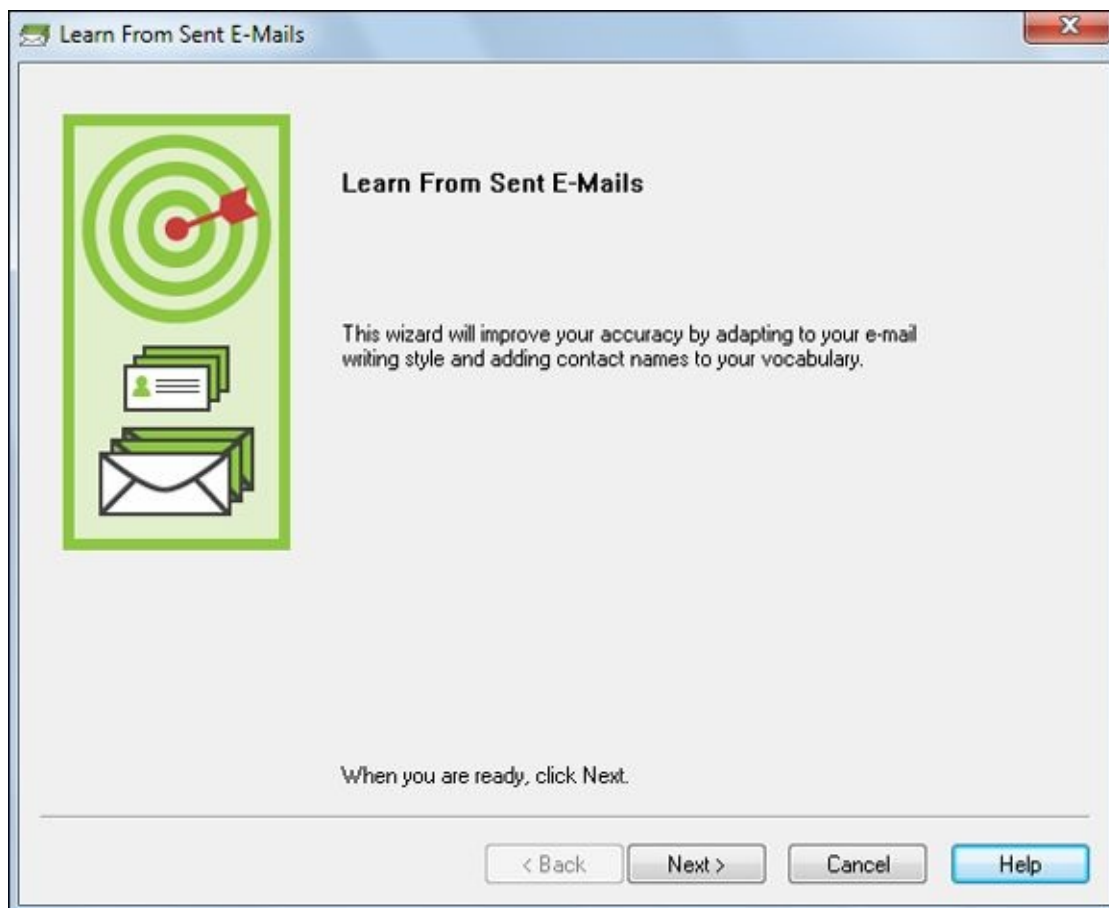 Learn From Sent E-Mails
Learn From Sent E-Mails
This wizard will improve your accuracy by adapting to your e-mail
writing style and adding contact names to your vocabulary.
When you are ready, click Next.
< Back
Next >
Cancel
Help